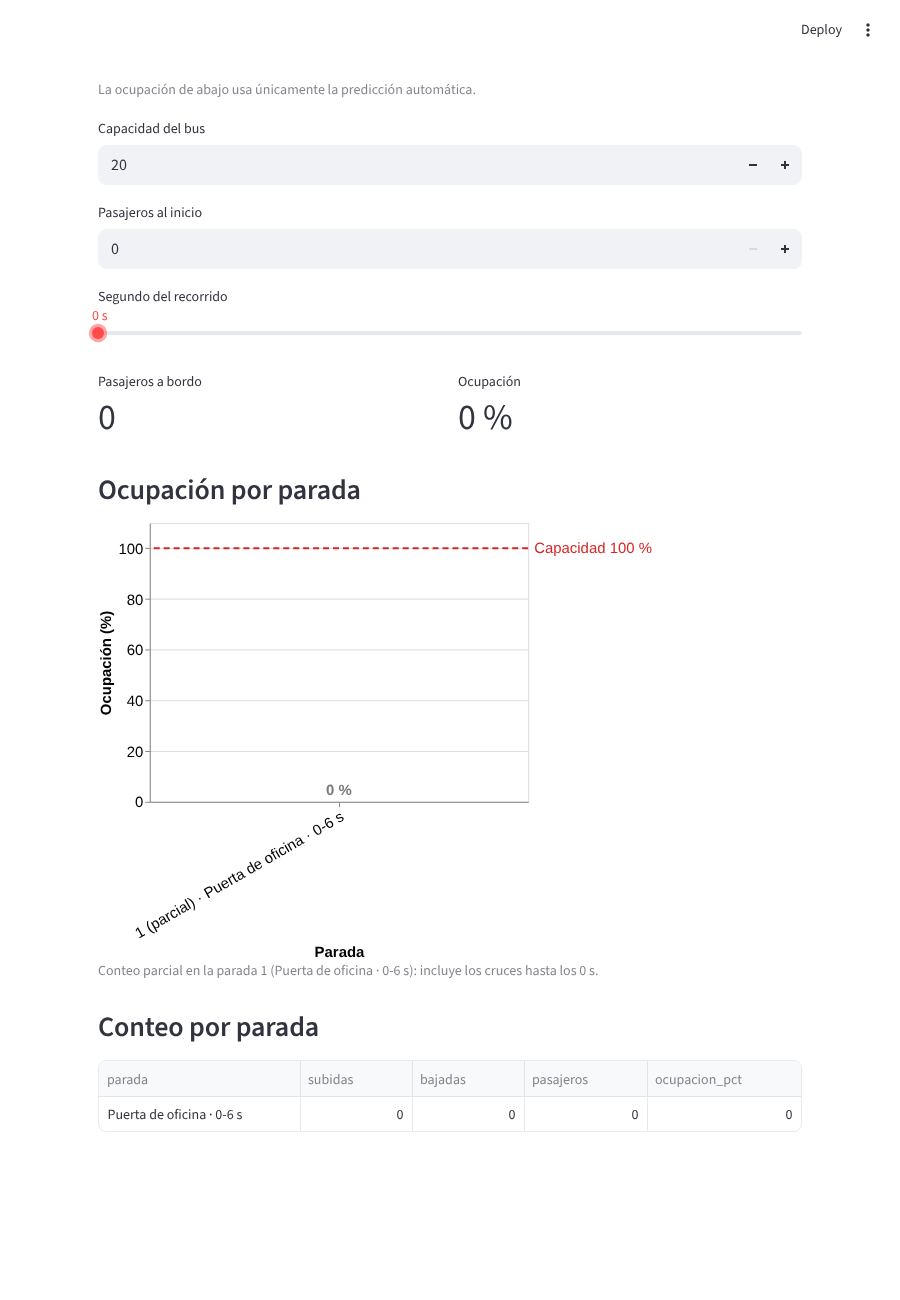 Deploy
La ocupación de abajo usa únicamente la predicción automática.
Capacidad del bus
20
Pasajeros al inicio
0
Segundo del recorrido
0 s
Pasajeros a bordo
0
Ocupación
0 %
Ocupación por parada
100
80
60
40
20
0
Ocupación (%)
Capacidad 100 %
0 %
1 (parcial) · Puerta de oficina · 0-6 s
Parada
Conteo parcial en la parada 1 (Puerta de oficina · 0-6 s): incluye los cruces hasta los 0 s.
Conteo por parada
parada subidas bajadas pasajeros ocupacion_pct
Puerta de oficina · 0-6 s 0 0 0 0